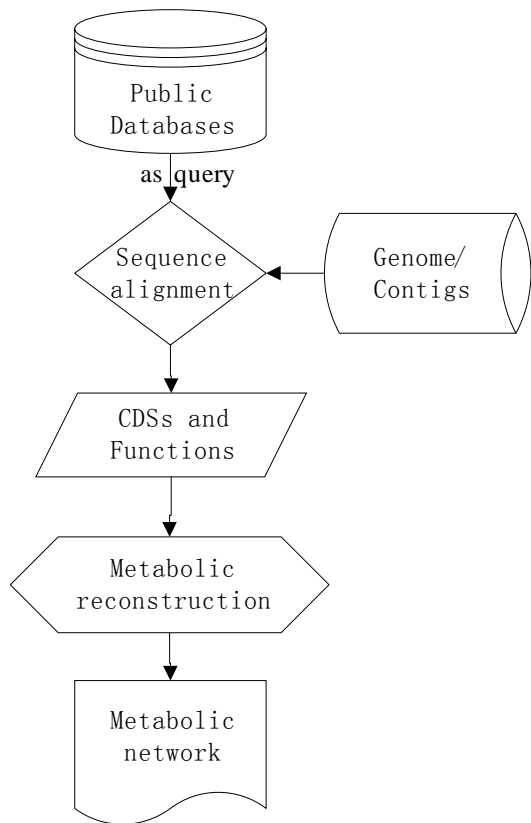 Public
Databases
as query
Sequence
alignment
Genome/
Contigs
CDSs and
Functions
Metabolic
reconstruction
Metabolic
network